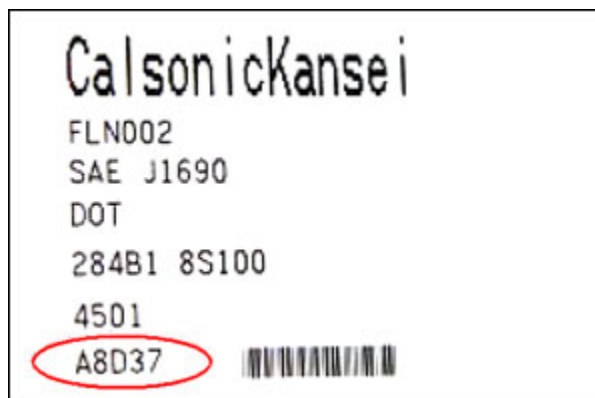 CalsonicKansei
FLN002
SAE J1690
DOT
284B1 8S100
4501
A8D37